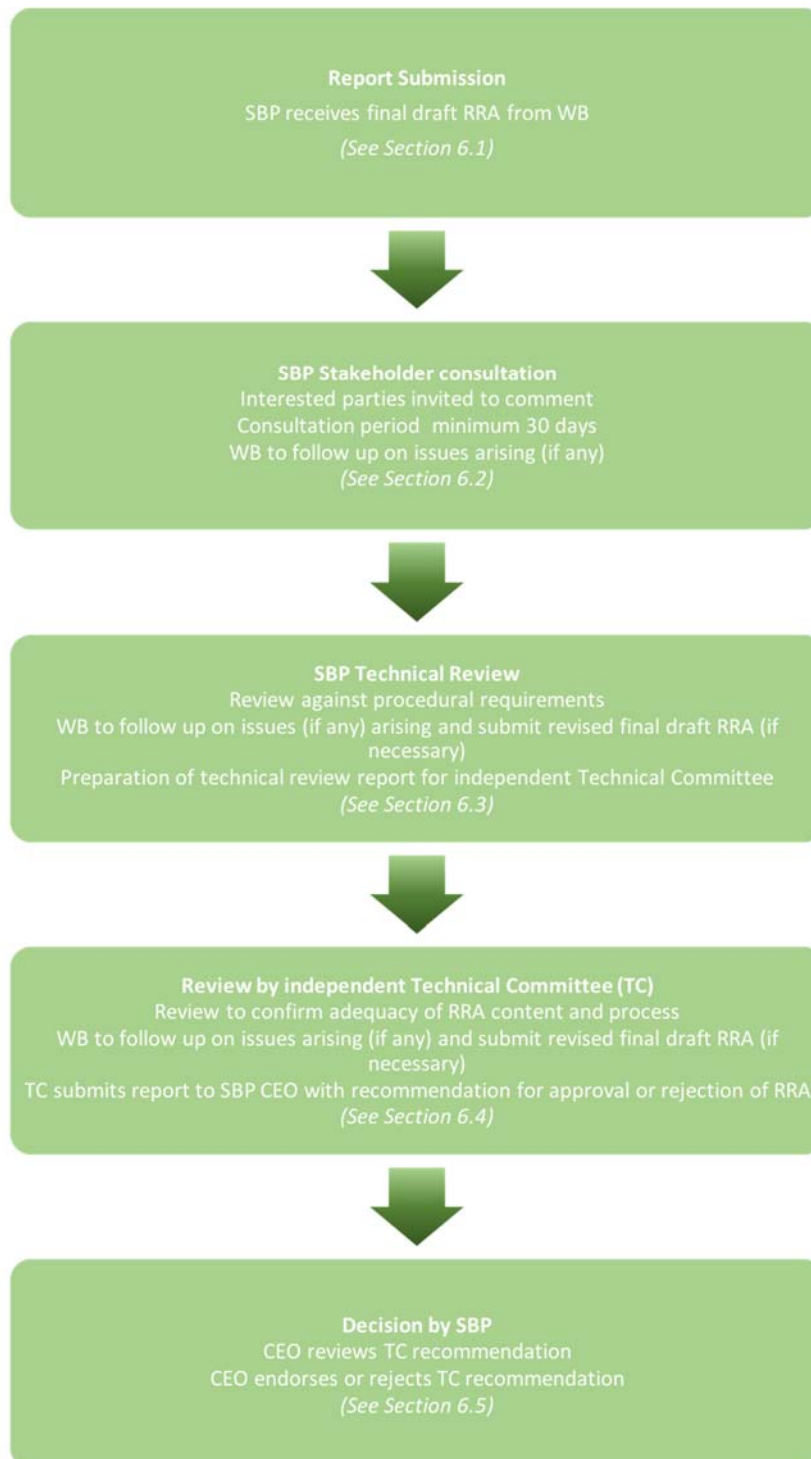 Report Submission
SBP receives final draft RRA from WB
(See Section 6.1)
SBP Stakeholder consultation
Interested parties invited to comment
Consultation period minimum 30 days
WB to follow up on issues arising (if any)
(See Section 6.2)
SBP Technical Review
Review against procedural requirements
WB to follow up on issues (if any) arising and submit revised final draft RRA (if
necessary)
Preparation of technical review report for independent Technical Committee
(See Section 6.3)
Review by independent Technical Committee (TC)
Review to confirm adequacy of RRA content and process
WB to follow up on issues arising (if any) and submit revised final draft RRA (if
necessary)
TC submits report to SBP CEO with recommendation for approval or rejection of RRA
(See Section 6.4)
Decision by SBP
CEO reviews TC recommendation
CEO endorses or rejects TC recommendation
(See Section 6.5)